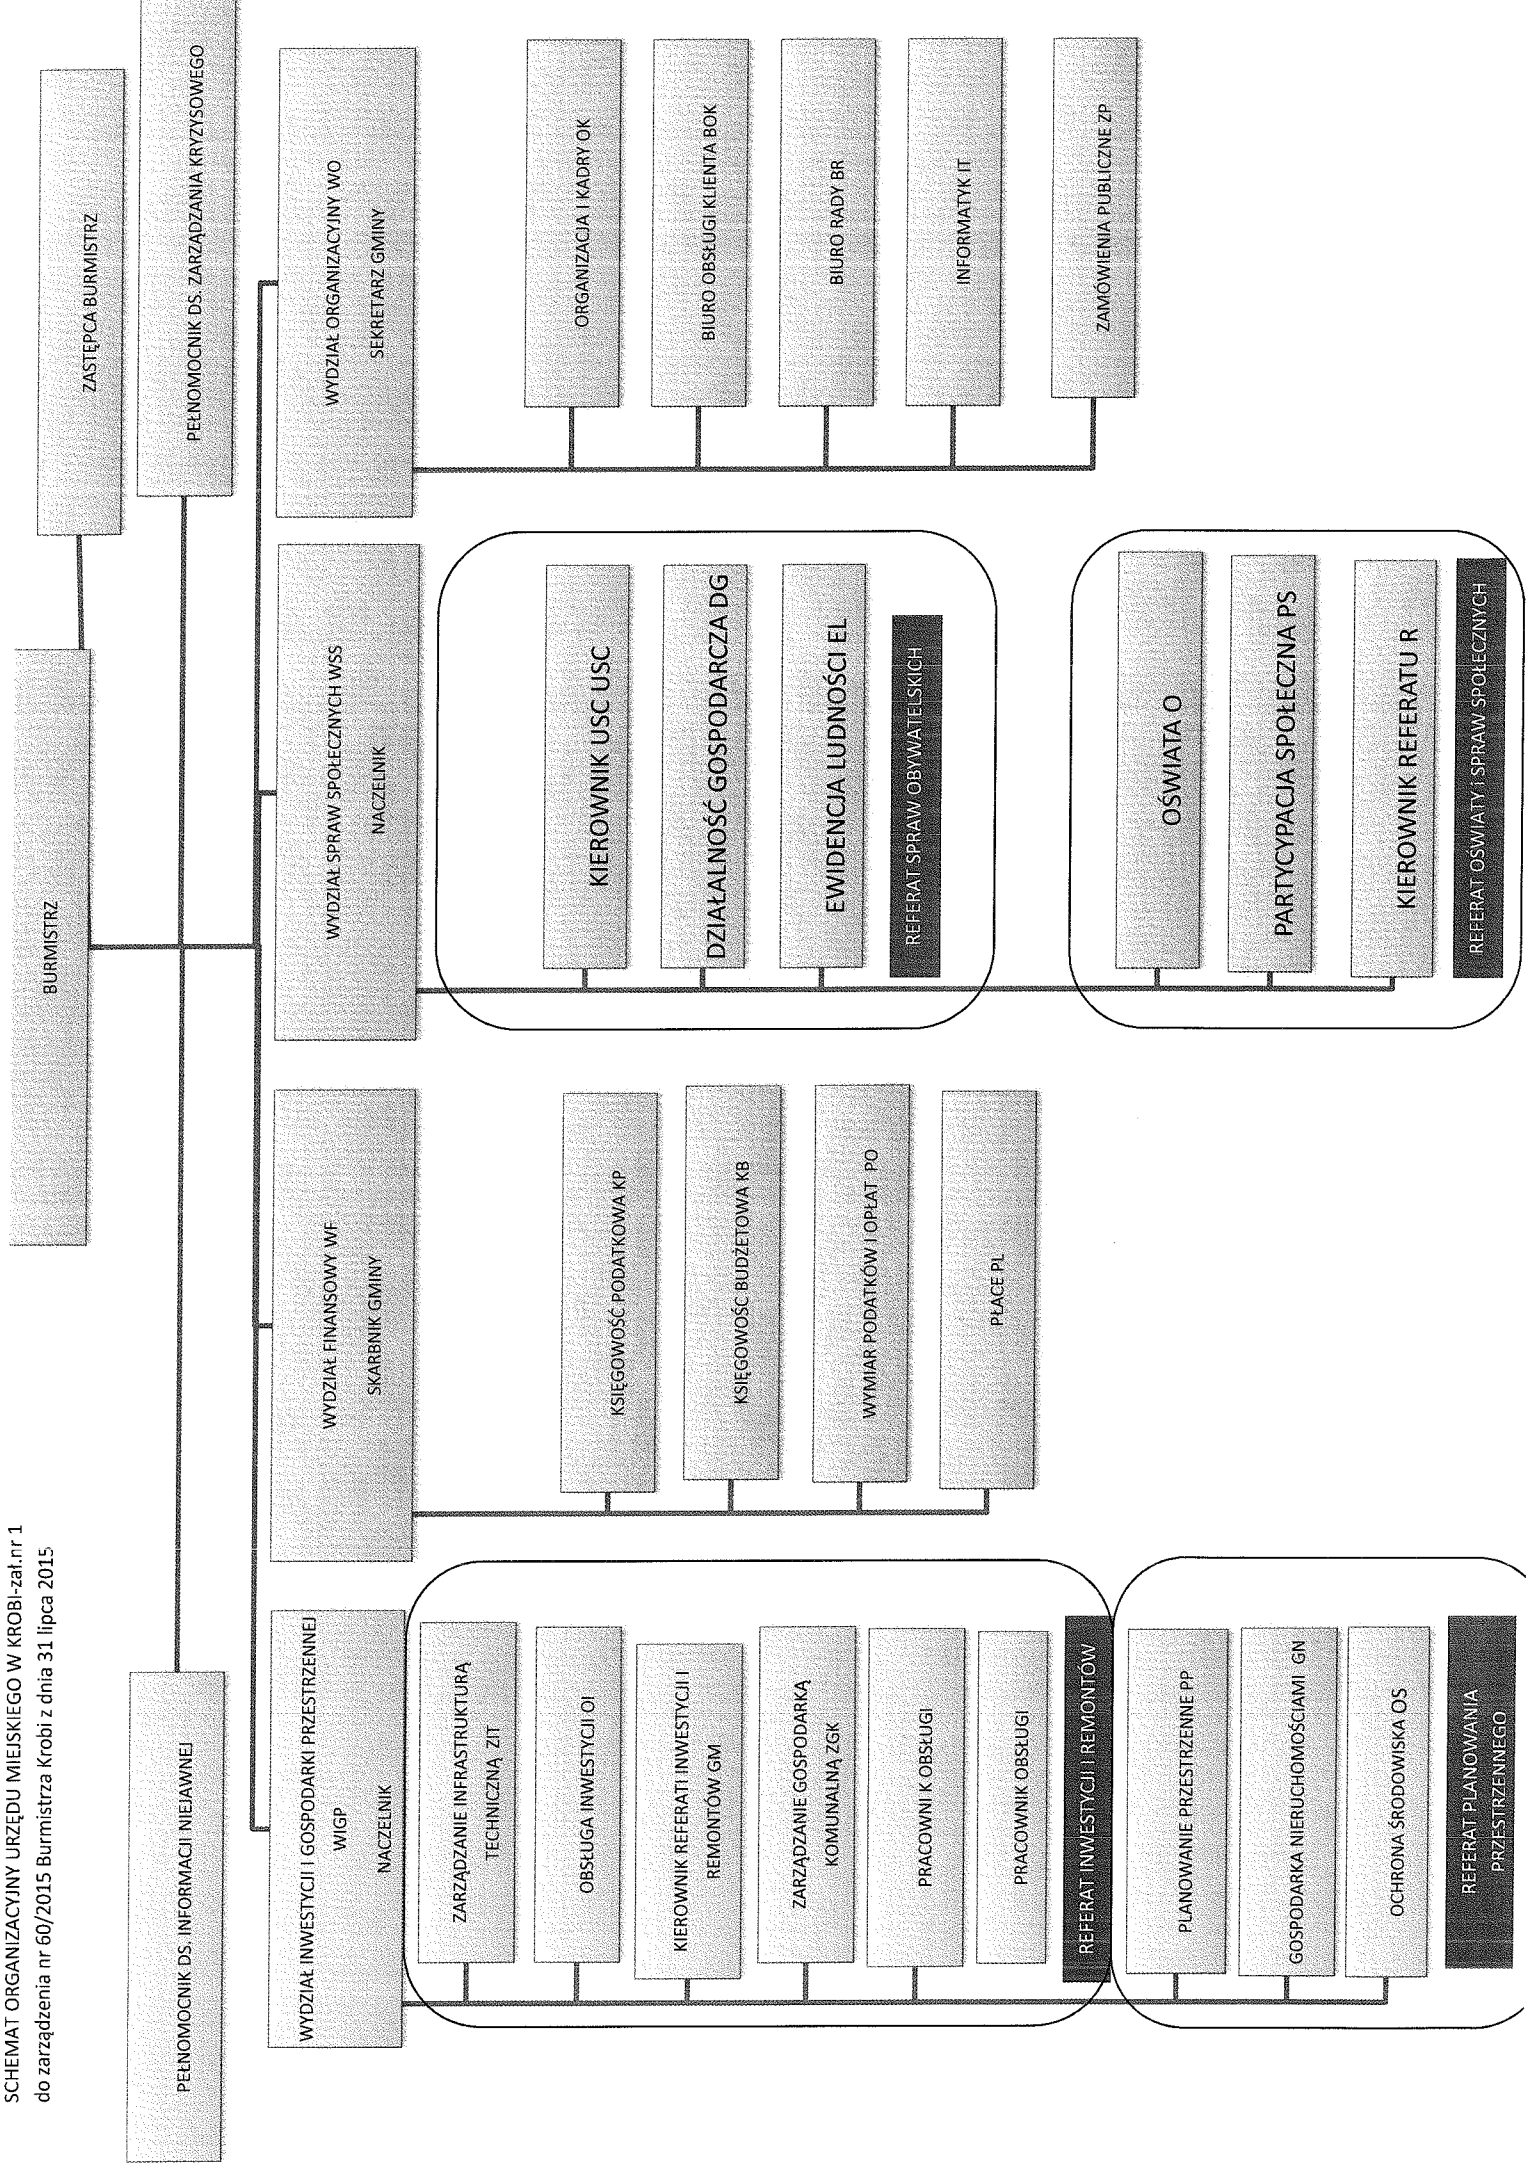 SCHEMAT ORGANIZACYJNY URZĘDU MIEJSKIEGO W KROBI-zał.nr 1
do zarządzenia nr 60/2015 Burmistrza Krobi z dnia 31 lipca 2015
BURMISTRZ
ZASTĘPCA BURMISTRZ
PEŁNOMOCNIK DS. INFORMACJI NIEJAWNEJ
PEŁNOMOCNIK DS. ZARZĄDZANIA KRYZYSOWEGO
WYDZIAŁ INWESTYCJI I GOSPODARKI PRZESTRZENNEJ
WIGP
NACZELNIK
ZARZĄDZANIE INFRASTRUKTURĄ
TECHNICZNĄ ZIT
OBSŁUGA INWESTYCJI OI
KIEROWNIK REFERATI INWESTYCJI I
REMONTÓW GM
ZARZĄDZANIE GOSPODARKĄ
KOMUNALNĄ ZGK
PRACOWNI K OBSŁUGI
PRACOWNIK OBSŁUGI
REFERAT INWESTYCJI I REMONTÓW
PLANOWANIE PRZESTRZENNE PP
GOSPODARKA NIERUCHOMOŚCIAMI GN
OCHRONA ŚRODOWISKA OS
REFERAT PLANOWANIA
PRZESTRZENNEGO
WYDZIAŁ FINANSOWY WF
SKARBNIK GMINY
KSIĘGOWOŚĆ PODATKOWA KP
KSIĘGOWOŚC BUDŻETOWA KB
WYMIAR PODATKÓW I OPŁAT PO
PŁACE PL
WYDZIAŁ SPRAW SPOŁECZNYCH WSS
NACZELNIK
KIEROWNIK USC USC
DZIAŁALNOŚĆ GOSPODARCZA DG
EWIDENCJA LUDNOŚCI EL
REFERAT SPRAW OBYWATELSKICH
OŚWIATA O
PARTYCYPACJA SPOŁECZNA PS
KIEROWNIK REFERATU R
REFERAT OŚWIATY I SPRAW SPOŁECZNYCH
WYDZIAŁ ORGANIZACYJNY WO
SEKRETARZ GMINY
ORGANIZACJA I KADRY OK
BIURO OBSŁUGI KLIENTA BOK
BIURO RADY BR
INFORMATYK IT
ZAMÓWIENIA PUBLICZNE ZP